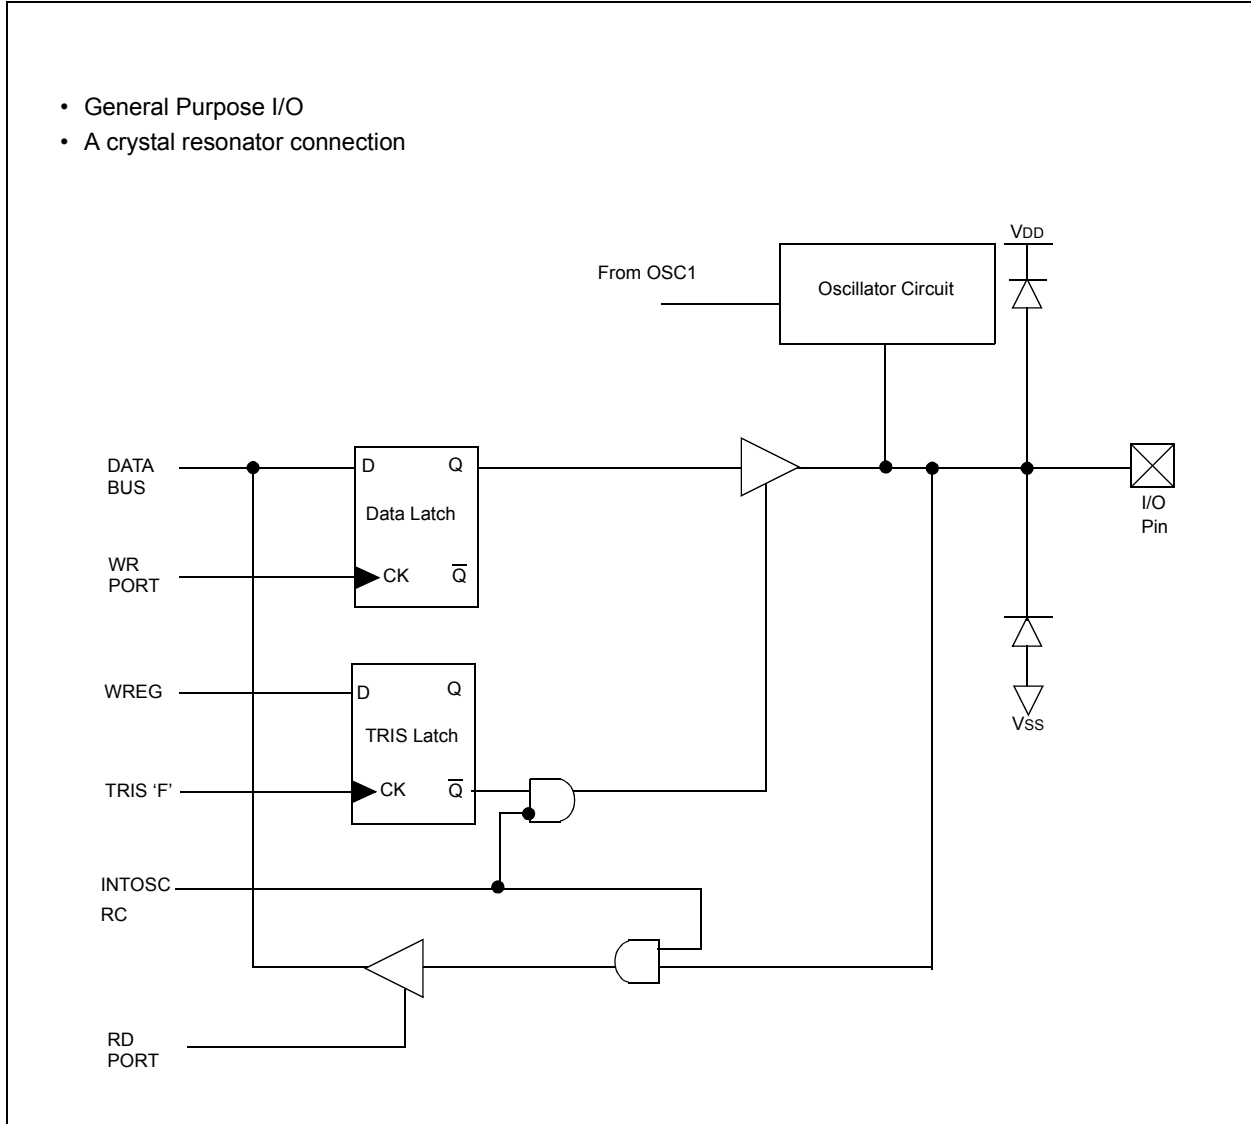 • General Purpose I/O
• A crystal resonator connection
VDD
From OSC1
Oscillator Circuit
DATA
BUS
D
Q
Data Latch
I/O
Pin
WR
PORT
CK
Q̅
WREG
D
Q
TRIS Latch
VSS
TRIS ‘F’
CK
Q̅
INTOSC
RC
RD
PORT